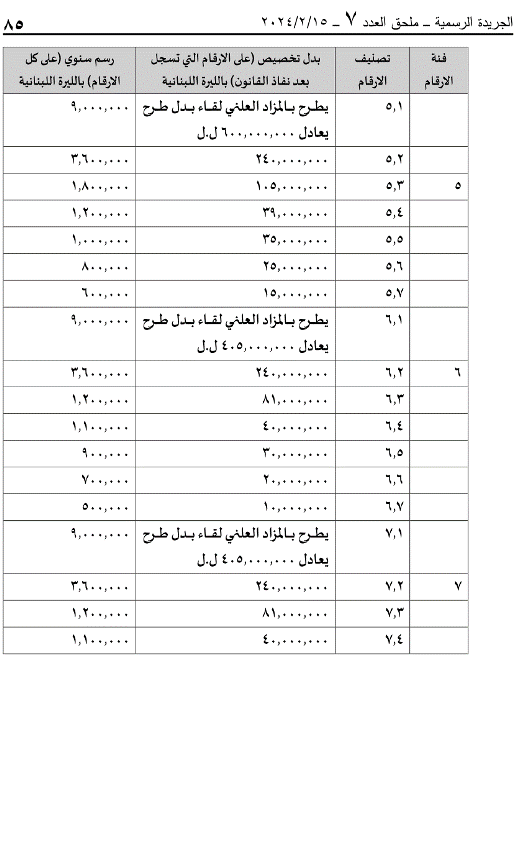 الجريدة الرسمية – ملحق العدد ٧ – ٢٠٢٤/٢/١٥ ٨٥
فئة الارقام | تصنيف الارقام | بدل تخصيص (على الارقام التي تسجل بعد نفاذ القانون) بالليرة اللبنانية | رسم سنوي (على كل الارقام) بالليرة اللبنانية
٥,١ | يطرح بالمزاد العلني لقاء بدل طرح | ٩,٠٠٠,٠٠٠
يعادل ٦٠٠,٠٠٠,٠٠٠ ل.ل
٥,٢ | ٢٤٠,٠٠٠,٠٠٠ | ٣,٦٠٠,٠٠٠
٥ | ٥,٣ | ١٠٥,٠٠٠,٠٠٠ | ١,٨٠٠,٠٠٠
٥,٤ | ٣٩,٠٠٠,٠٠٠ | ١,٢٠٠,٠٠٠
٥,٥ | ٣٥,٠٠٠,٠٠٠ | ١,٠٠٠,٠٠٠
٥,٦ | ٢٥,٠٠٠,٠٠٠ | ٨٠٠,٠٠٠
٥,٧ | ١٥,٠٠٠,٠٠٠ | ٦٠٠,٠٠٠
٦,١ | يطرح بالمزاد العلني لقاء بدل طرح | ٩,٠٠٠,٠٠٠
يعادل ٤٠٥,٠٠٠,٠٠٠ ل.ل
٦ | ٦,٢ | ٢٤٠,٠٠٠,٠٠٠ | ٣,٦٠٠,٠٠٠
٦,٣ | ٨١,٠٠٠,٠٠٠ | ١,٢٠٠,٠٠٠
٦,٤ | ٤٠,٠٠٠,٠٠٠ | ١,١٠٠,٠٠٠
٦,٥ | ٣٠,٠٠٠,٠٠٠ | ٩٠٠,٠٠٠
٦,٦ | ٢٠,٠٠٠,٠٠٠ | ٧٠٠,٠٠٠
٦,٧ | ١٠,٠٠٠,٠٠٠ | ٥٠٠,٠٠٠
٧,١ | يطرح بالمزاد العلني لقاء بدل طرح | ٩,٠٠٠,٠٠٠
يعادل ٤٠٥,٠٠٠,٠٠٠ ل.ل
٧ | ٧,٢ | ٢٤٠,٠٠٠,٠٠٠ | ٣,٦٠٠,٠٠٠
٧,٣ | ٨١,٠٠٠,٠٠٠ | ١,٢٠٠,٠٠٠
٧,٤ | ٤٠,٠٠٠,٠٠٠ | ١,١٠٠,٠٠٠